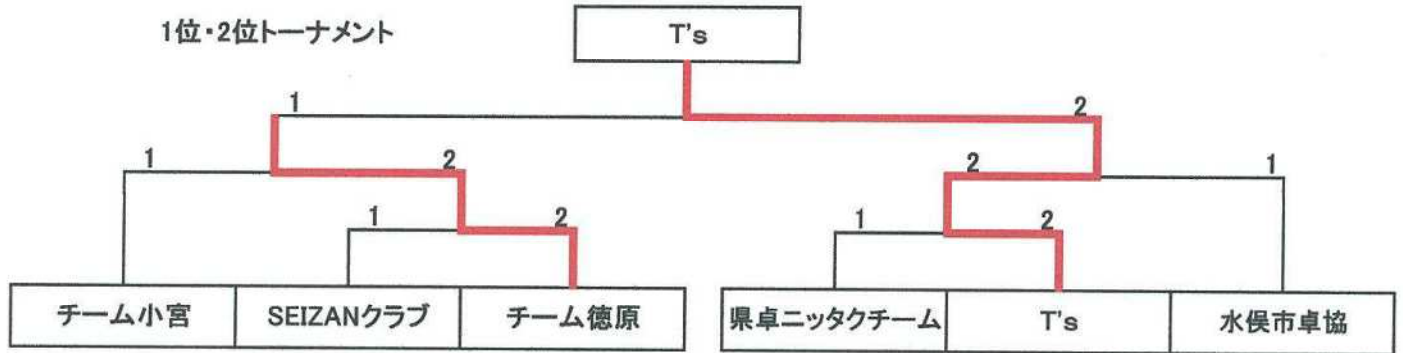 1位・2位トーナメント
T's
1 2
1 2 2 1
1 2 1 2
チーム小宮 SEIZANクラブ チーム徳原 県卓ニッタクチーム T's 水俣市卓協